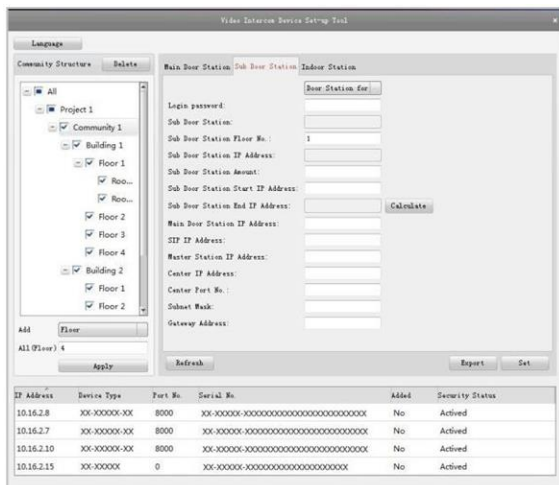 Video Intercom Device Set-up Tool
Language
Community Structure Delete
All
Project 1
Community 1
Building 1
Floor 1
Roo...
Roo...
Floor 2
Floor 3
Floor 4
Building 2
Floor 1
Floor 2
Add Floor
All(Floor) 4
Apply
Main Door Station Sub Door Station Indoor Station
Door Station for
Login password:
Sub Door Station:
Sub Door Station Floor No.: 1
Sub Door Station IP Address:
Sub Door Station Amount:
Sub Door Station Start IP Address:
Sub Door Station End IP Address: Calculate
Main Door Station IP Address:
SIP IP Address:
Master Station IP Address:
Center IP Address:
Center Port No.:
Subnet Mask:
Gateway Address:
Refresh Export Set
IP Address Device Type Port No. Serial No. Added Security Status
10.16.2.8 XX-XXXXX-XX 8000 XX-XXXXX-XXXXXXXXXXXXXXXXXXXXXXXX No Actived
10.16.2.7 XX-XXXXX-XX 8000 XX-XXXXX-XXXXXXXXXXXXXXXXXXXXXXXX No Actived
10.16.2.10 XX-XXXXX-XX 8000 XX-XXXXX-XXXXXXXXXXXXXXXXXXXXXXXX No Actived
10.16.2.15 XX-XXXXX 0 XX-XXXXX-XXXXXXXXXXXXXXXXXXXX No Actived